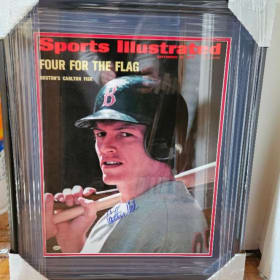 Sports Illustrated
FOUR FOR THE FLAG
BOSTON'S CARLTON FISK
B